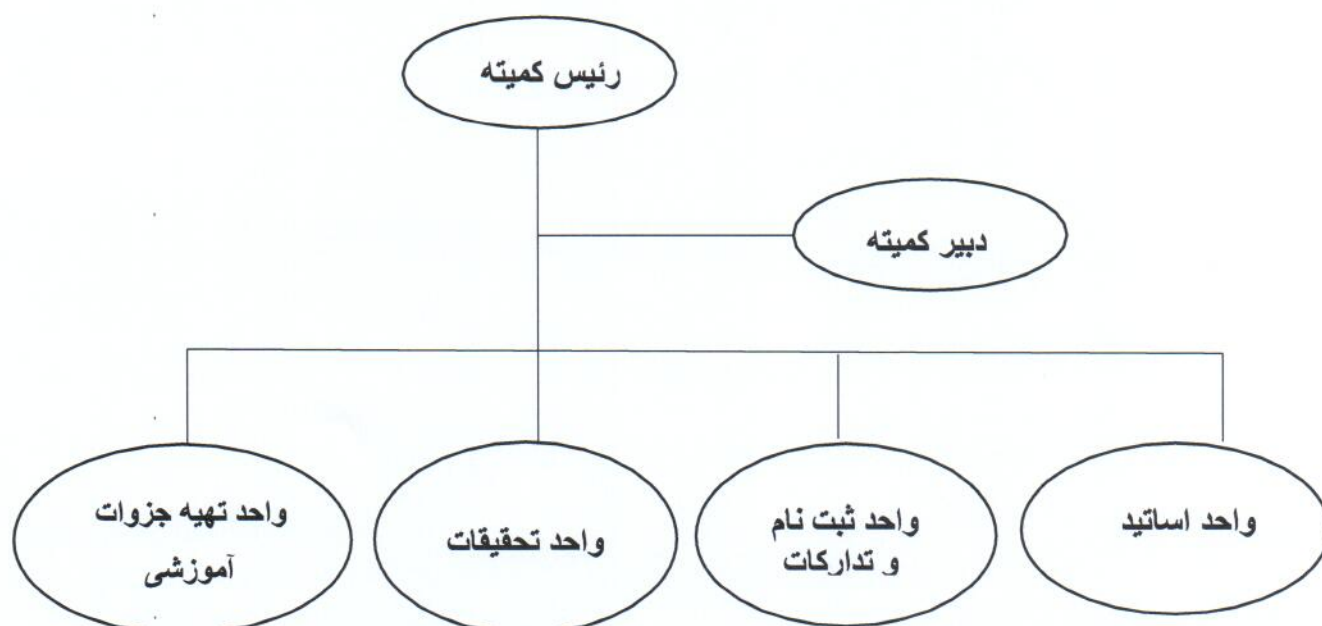 رئیس کمیته
دبیر کمیته
واحد اساتید
واحد ثبت نام
و تدارکات
واحد تحقیقات
واحد تهیه جزوات
آموزشی